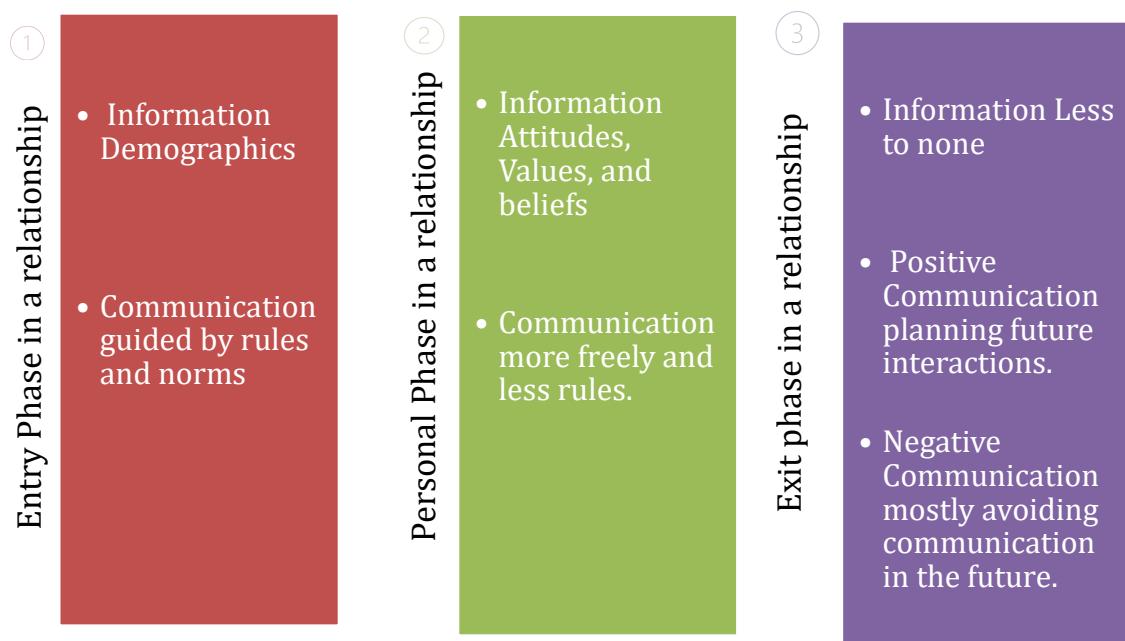 1
Entry Phase in a relationship
• Information
Demographics
• Communication
guided by rules
and norms
2
Personal Phase in a relationship
• Information
Attitudes,
Values, and
beliefs
• Communication
more freely and
less rules.
3
Exit phase in a relationship
• Information Less
to none
• Positive
Communication
planning future
interactions.
• Negative
Communication
mostly avoiding
communication
in the future.